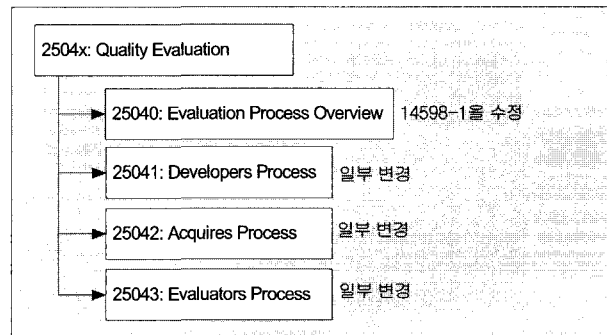 2504x: Quality Evaluation
25040: Evaluation Process Overview 14598-1을 수정
25041: Developers Process 일부 변경
25042: Acquires Process 일부 변경
25043: Evaluators Process 일부 변경